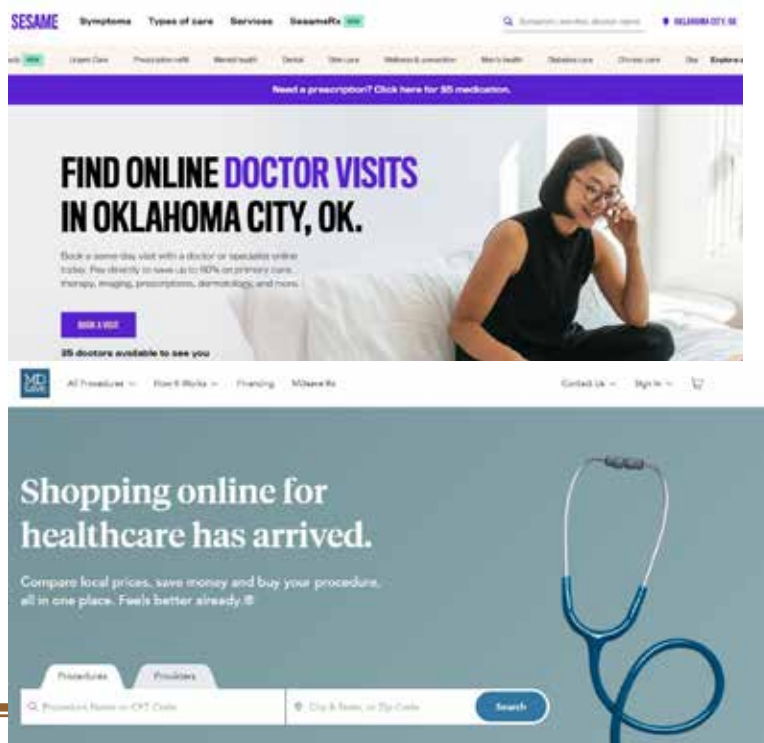 SESAME Symptoms Types of care Services SesameRx NEW OKLAHOMA CITY, OK
NEW Urgent Care Prescription refill Mental health Dental Skin care Wellness & prevention Men's health Diabetes care Chronic care Explore
Need a prescription? Click here for $5 medication.
FIND ONLINE DOCTOR VISITS
IN OKLAHOMA CITY, OK.
Book a same-day visit with a doctor or specialist online
today. Pay directly to save up to 60% on primary care,
therapy, imaging, prescriptions, dermatology, and more.
BOOK A VISIT
35 doctors available to see you
MD SAVE All Procedures How It Works Financing MDsave Rx Contact Us Sign In
Shopping online for
healthcare has arrived.
Compare local prices, save money and buy your procedure,
all in one place. Feels better already.®
Procedures Providers
Procedure Name or CPT Code City & State, or Zip Code Search